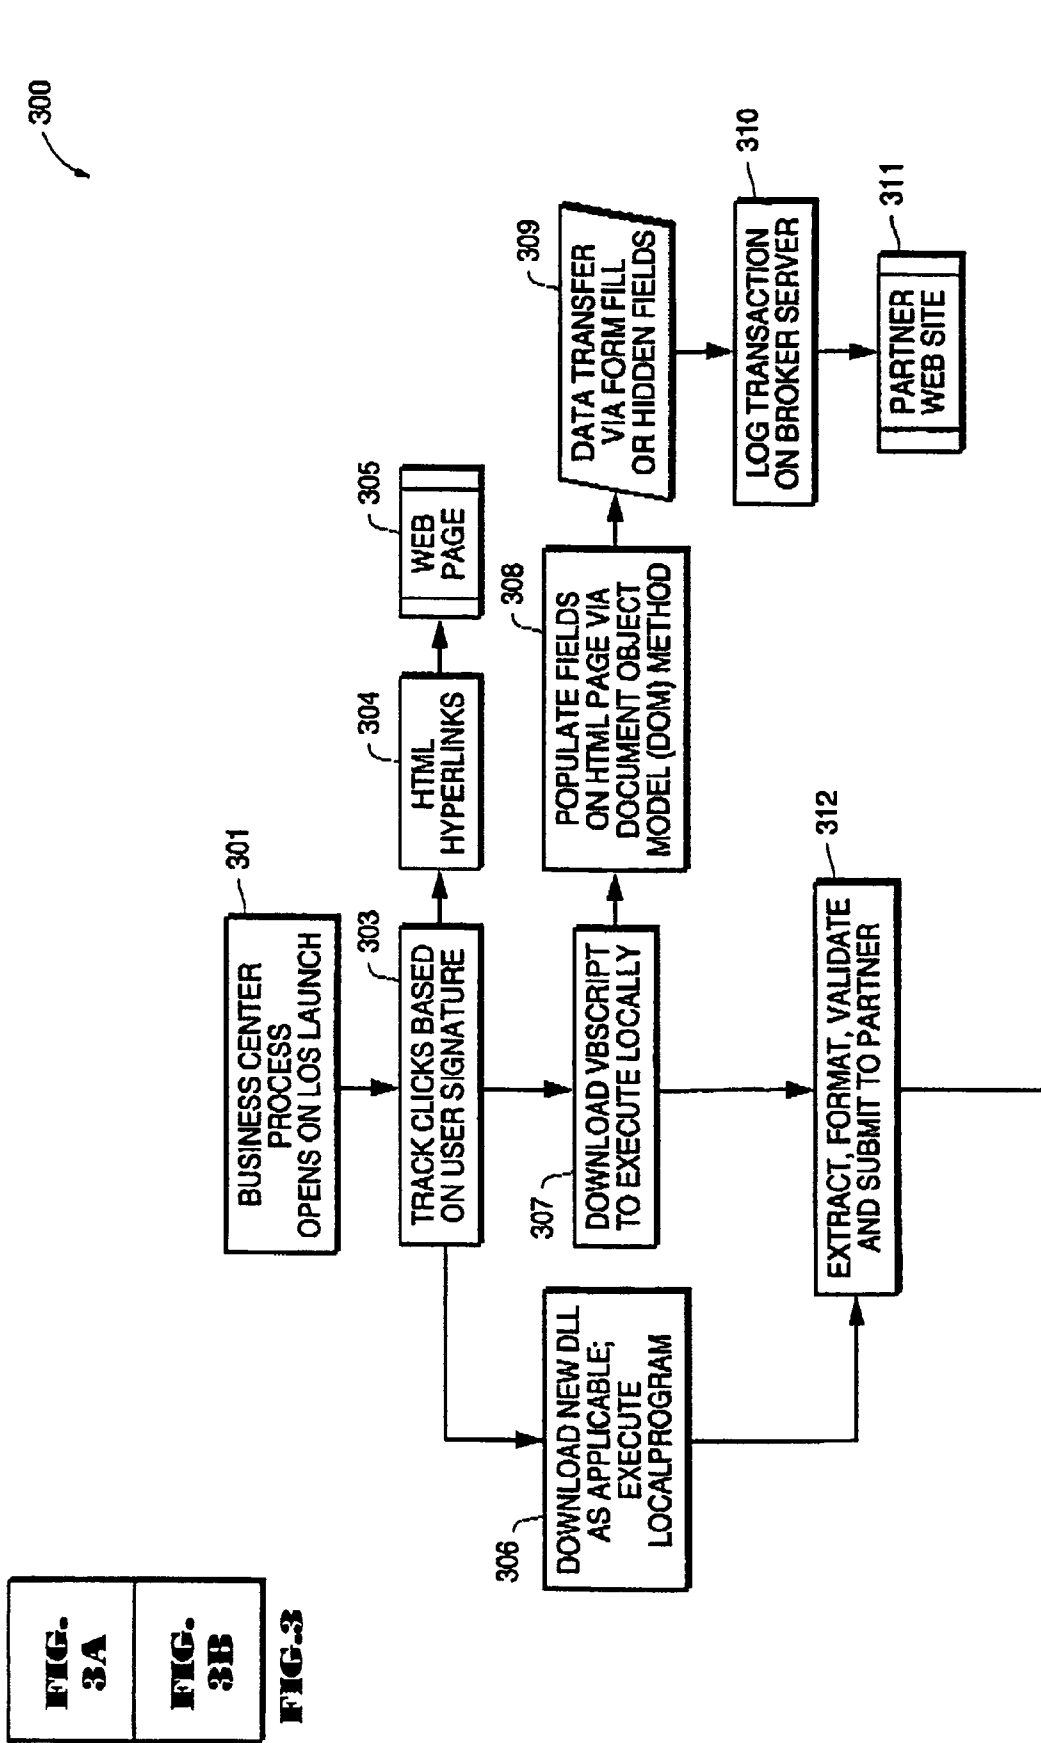 FIG.
3A
FIG.
3B
FIG.3
300
301
BUSINESS CENTER
PROCESS
OPENS ON LOS LAUNCH
303
TRACK CLICKS BASED
ON USER SIGNATURE
304
HTML
HYPERLINKS
305
WEB
PAGE
306
DOWNLOAD NEW DLL
AS APPLICABLE;
EXECUTE
LOCALPROGRAM
307
DOWNLOAD VBSCRIPT
TO EXECUTE LOCALLY
308
POPULATE FIELDS
ON HTML PAGE VIA
DOCUMENT OBJECT
MODEL (DOM) METHOD
309
DATA TRANSFER
VIA FORM FILL
OR HIDDEN FIELDS
310
LOG TRANSACTION
ON BROKER SERVER
311
PARTNER
WEB SITE
312
EXTRACT, FORMAT, VALIDATE
AND SUBMIT TO PARTNER